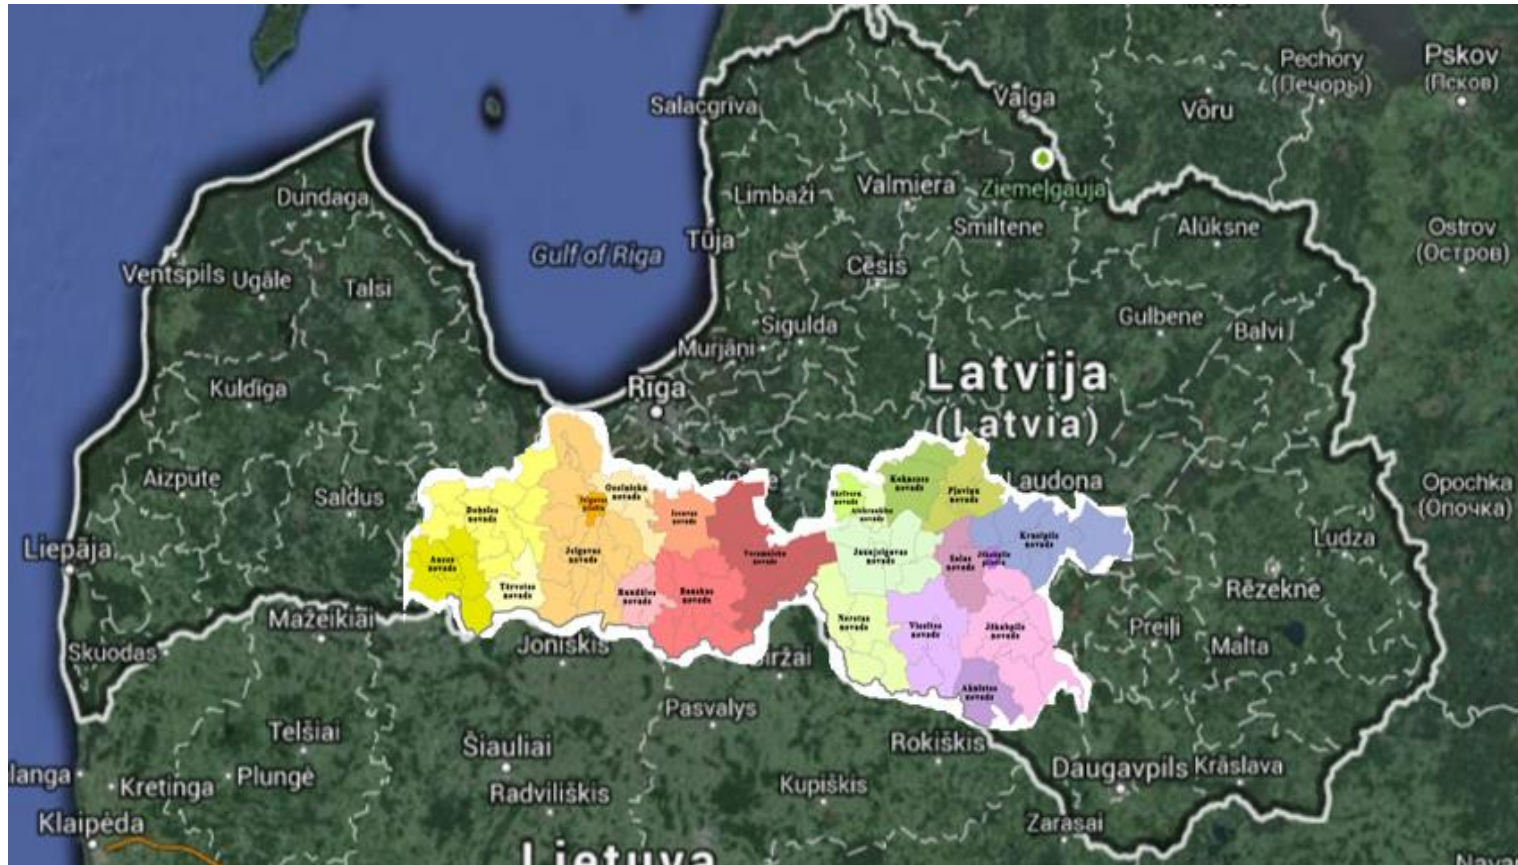 Pechory
(Печоры)
Pskov
(Псков)
Salacgrīva
Valga
Võru
Dundaga
Limbaži
Valmiera
Ziemeļgauja
Smiltene
Alūksne
Ostrov
(Остров)
Gulf of Riga
Tūja
Cēsis
Ventspils
Ugāle
Talsi
Sigulda
Gulbene
Balvi
Murjāņi
Kuldīga
Rīga
Latvija
(Latvia)
Aizpute
Saldus
Laudona
Opochka
(Опочка)
Dobeles
novads
Jelgavas
pilsēta
Ozolnieku
novads
Iecavas
novads
Vecumnieku
novads
Skrīveru
novads
Kokneses
novads
Pļaviņu
novads
Aizkraukles
novads
Krustpils
novads
Ludza
Liepāja
Auces
novads
Tērvetes
novads
Jelgavas
novads
Rundāles
novads
Bauskas
novads
Jaunjelgavas
novads
Salas
novads
Jēkabpils
pilsēta
Rēzekne
Mažeikiai
Neretas
novads
Viesītes
novads
Jēkabpils
novads
Preiļi
Malta
Skuodas
Joniškis
Biržai
Aknīstes
novads
Pasvalys
Telšiai
Šiauliai
Rokiškis
Daugavpils
Krāslava
langa
Kretinga
Plungė
Radviliškis
Kupiškis
Klaipėda
Zarasai
Lietuva